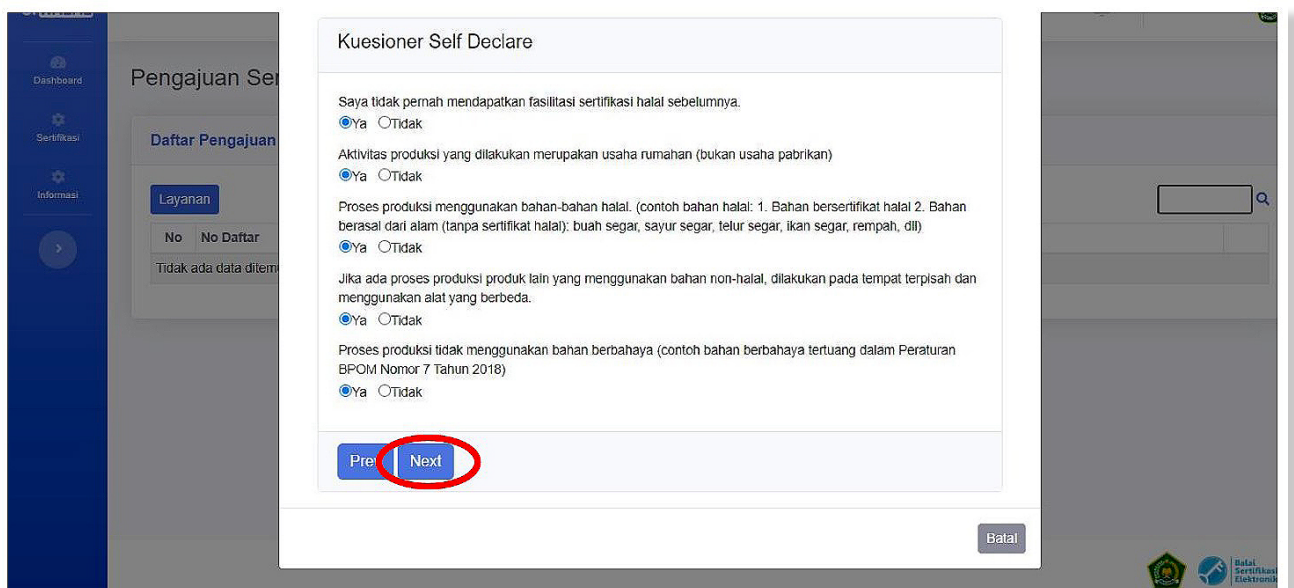 Dashboard
Sertifikasi
Informasi
Pengajuan Ser
Daftar Pengajuan
Layanan
No No Daftar
Tidak ada data ditem
Kuesioner Self Declare
Saya tidak pernah mendapatkan fasilitasi sertifikasi halal sebelumnya.
Ya Tidak
Aktivitas produksi yang dilakukan merupakan usaha rumahan (bukan usaha pabrikan)
Ya Tidak
Proses produksi menggunakan bahan-bahan halal. (contoh bahan halal: 1. Bahan bersertifikat halal 2. Bahan
berasal dari alam (tanpa sertifikat halal): buah segar, sayur segar, telur segar, ikan segar, rempah, dll)
Ya Tidak
Jika ada proses produksi produk lain yang menggunakan bahan non-halal, dilakukan pada tempat terpisah dan
menggunakan alat yang berbeda.
Ya Tidak
Proses produksi tidak menggunakan bahan berbahaya (contoh bahan berbahaya tertuang dalam Peraturan
BPOM Nomor 7 Tahun 2018)
Ya Tidak
Prev Next
Batal
Balai
Sertifikasi
Elektronik